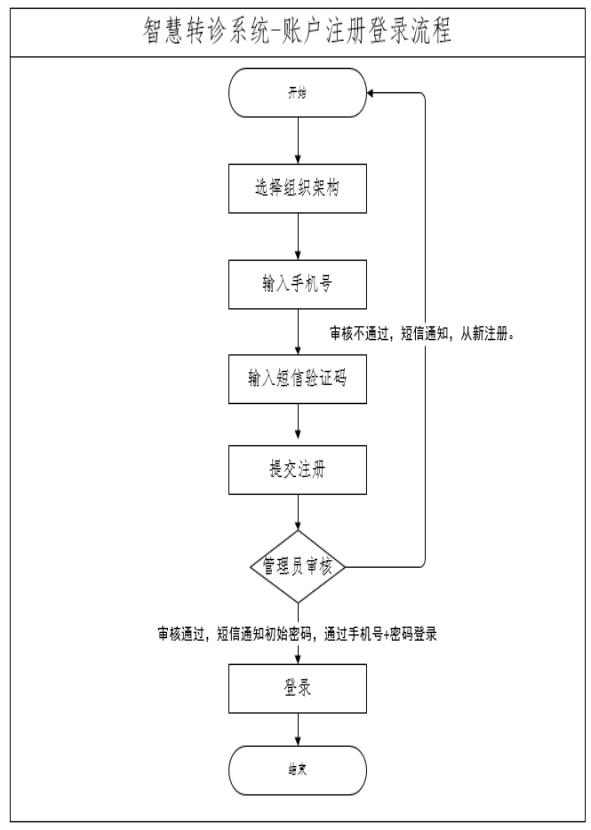 智慧转诊系统-账户注册登录流程
开始
选择组织架构
输入手机号
审核不通过，短信通知，从新注册。
输入短信验证码
提交注册
管理员审核
审核通过，短信通知初始密码，通过手机号+密码登录
登录
结束